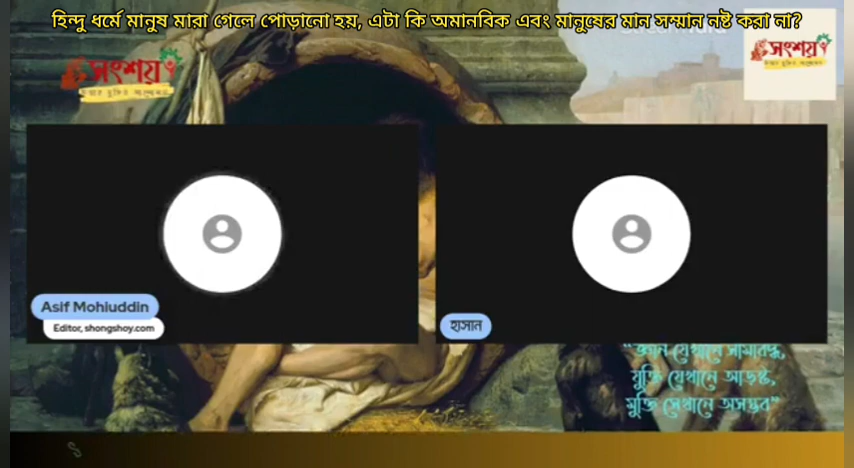 হিন্দু ধর্মে মানুষ মারা গেলে পোড়ানো হয়, এটা কি অমানবিক এবং মানুষের মান সম্মান নষ্ট করা না?
সংশয়
সংশয়
Asif Mohiuddin
Editor, shongshoy.com
হাসান
“জ্ঞান যেখানে সীমাবদ্ধ,
যুক্তি যেখানে আড়ষ্ট,
মুক্তি সেখানে অসম্ভব”